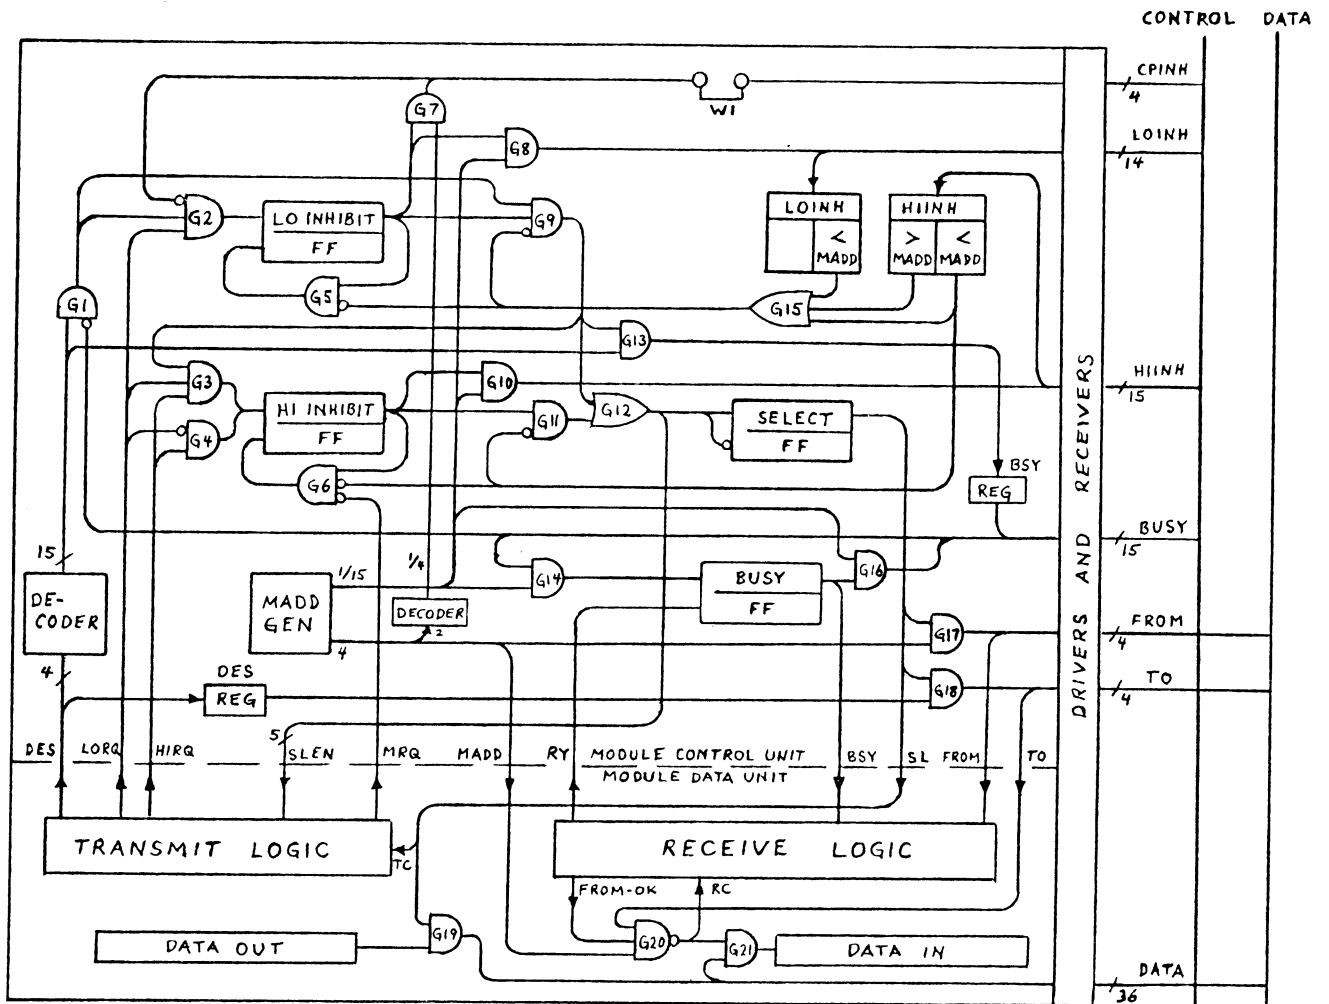 CONTROL DATA
CPINH
4
G7
W1
LOINH
14
G8
G2
LO INHIBIT
FF
G9
LOINH
<
MADD
HIINH
>
MADD
<
MADD
G1
G5
G15
G13
G3
G10
HIINH
15
HI INHIBIT
FF
G4
G11
G12
SELECT
FF
G6
BSY
REG
DRIVERS AND RECEIVERS
BUSY
15
15
1/15
1/4
G14
G16
BUSY
FF
DE-
CODER
MADD
GEN
DECODER
2
4
G17
FROM
4
4
DES
REG
G18
TO
4
5
DES LORQ HIRQ SLEN MRQ MADD RY MODULE CONTROL UNIT BSY SL FROM TO
MODULE DATA UNIT
TRANSMIT LOGIC
TC
RECEIVE LOGIC
FROM-OK
RC
G19
G20
G21
DATA OUT
DATA IN
DATA
36